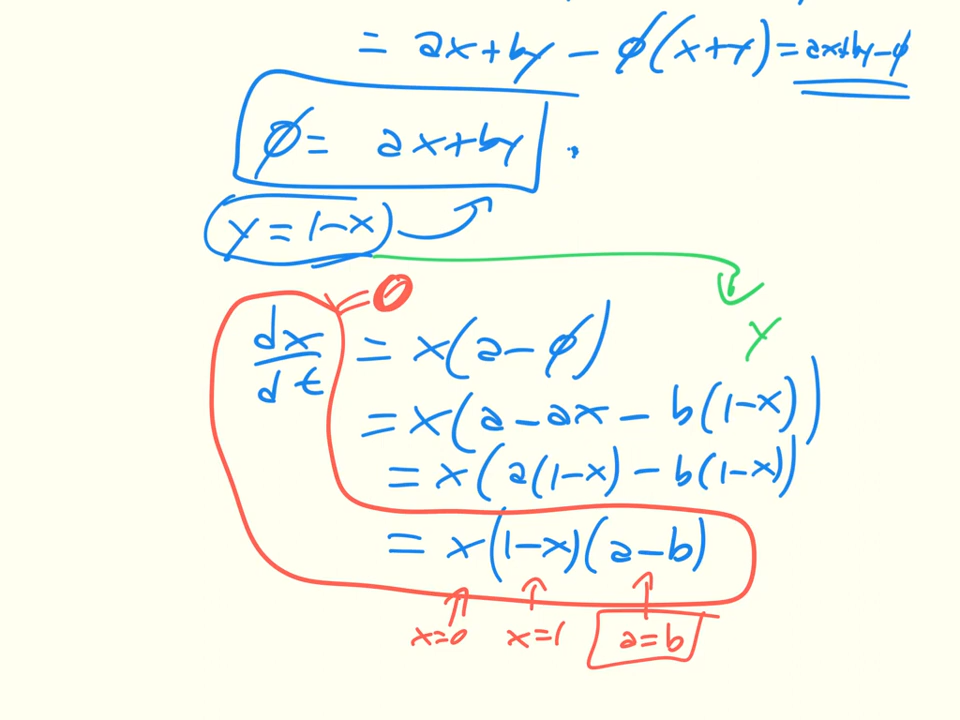 = ax+by − φ(x+y) = ax+by−φ
φ = ax+by .
y = 1−x
0
dx/dt = x(a−φ)
y
= x(a−ax − b(1−x))
= x(a(1−x) − b(1−x))
= x(1−x)(a−b)
x=0 x=1 a=b